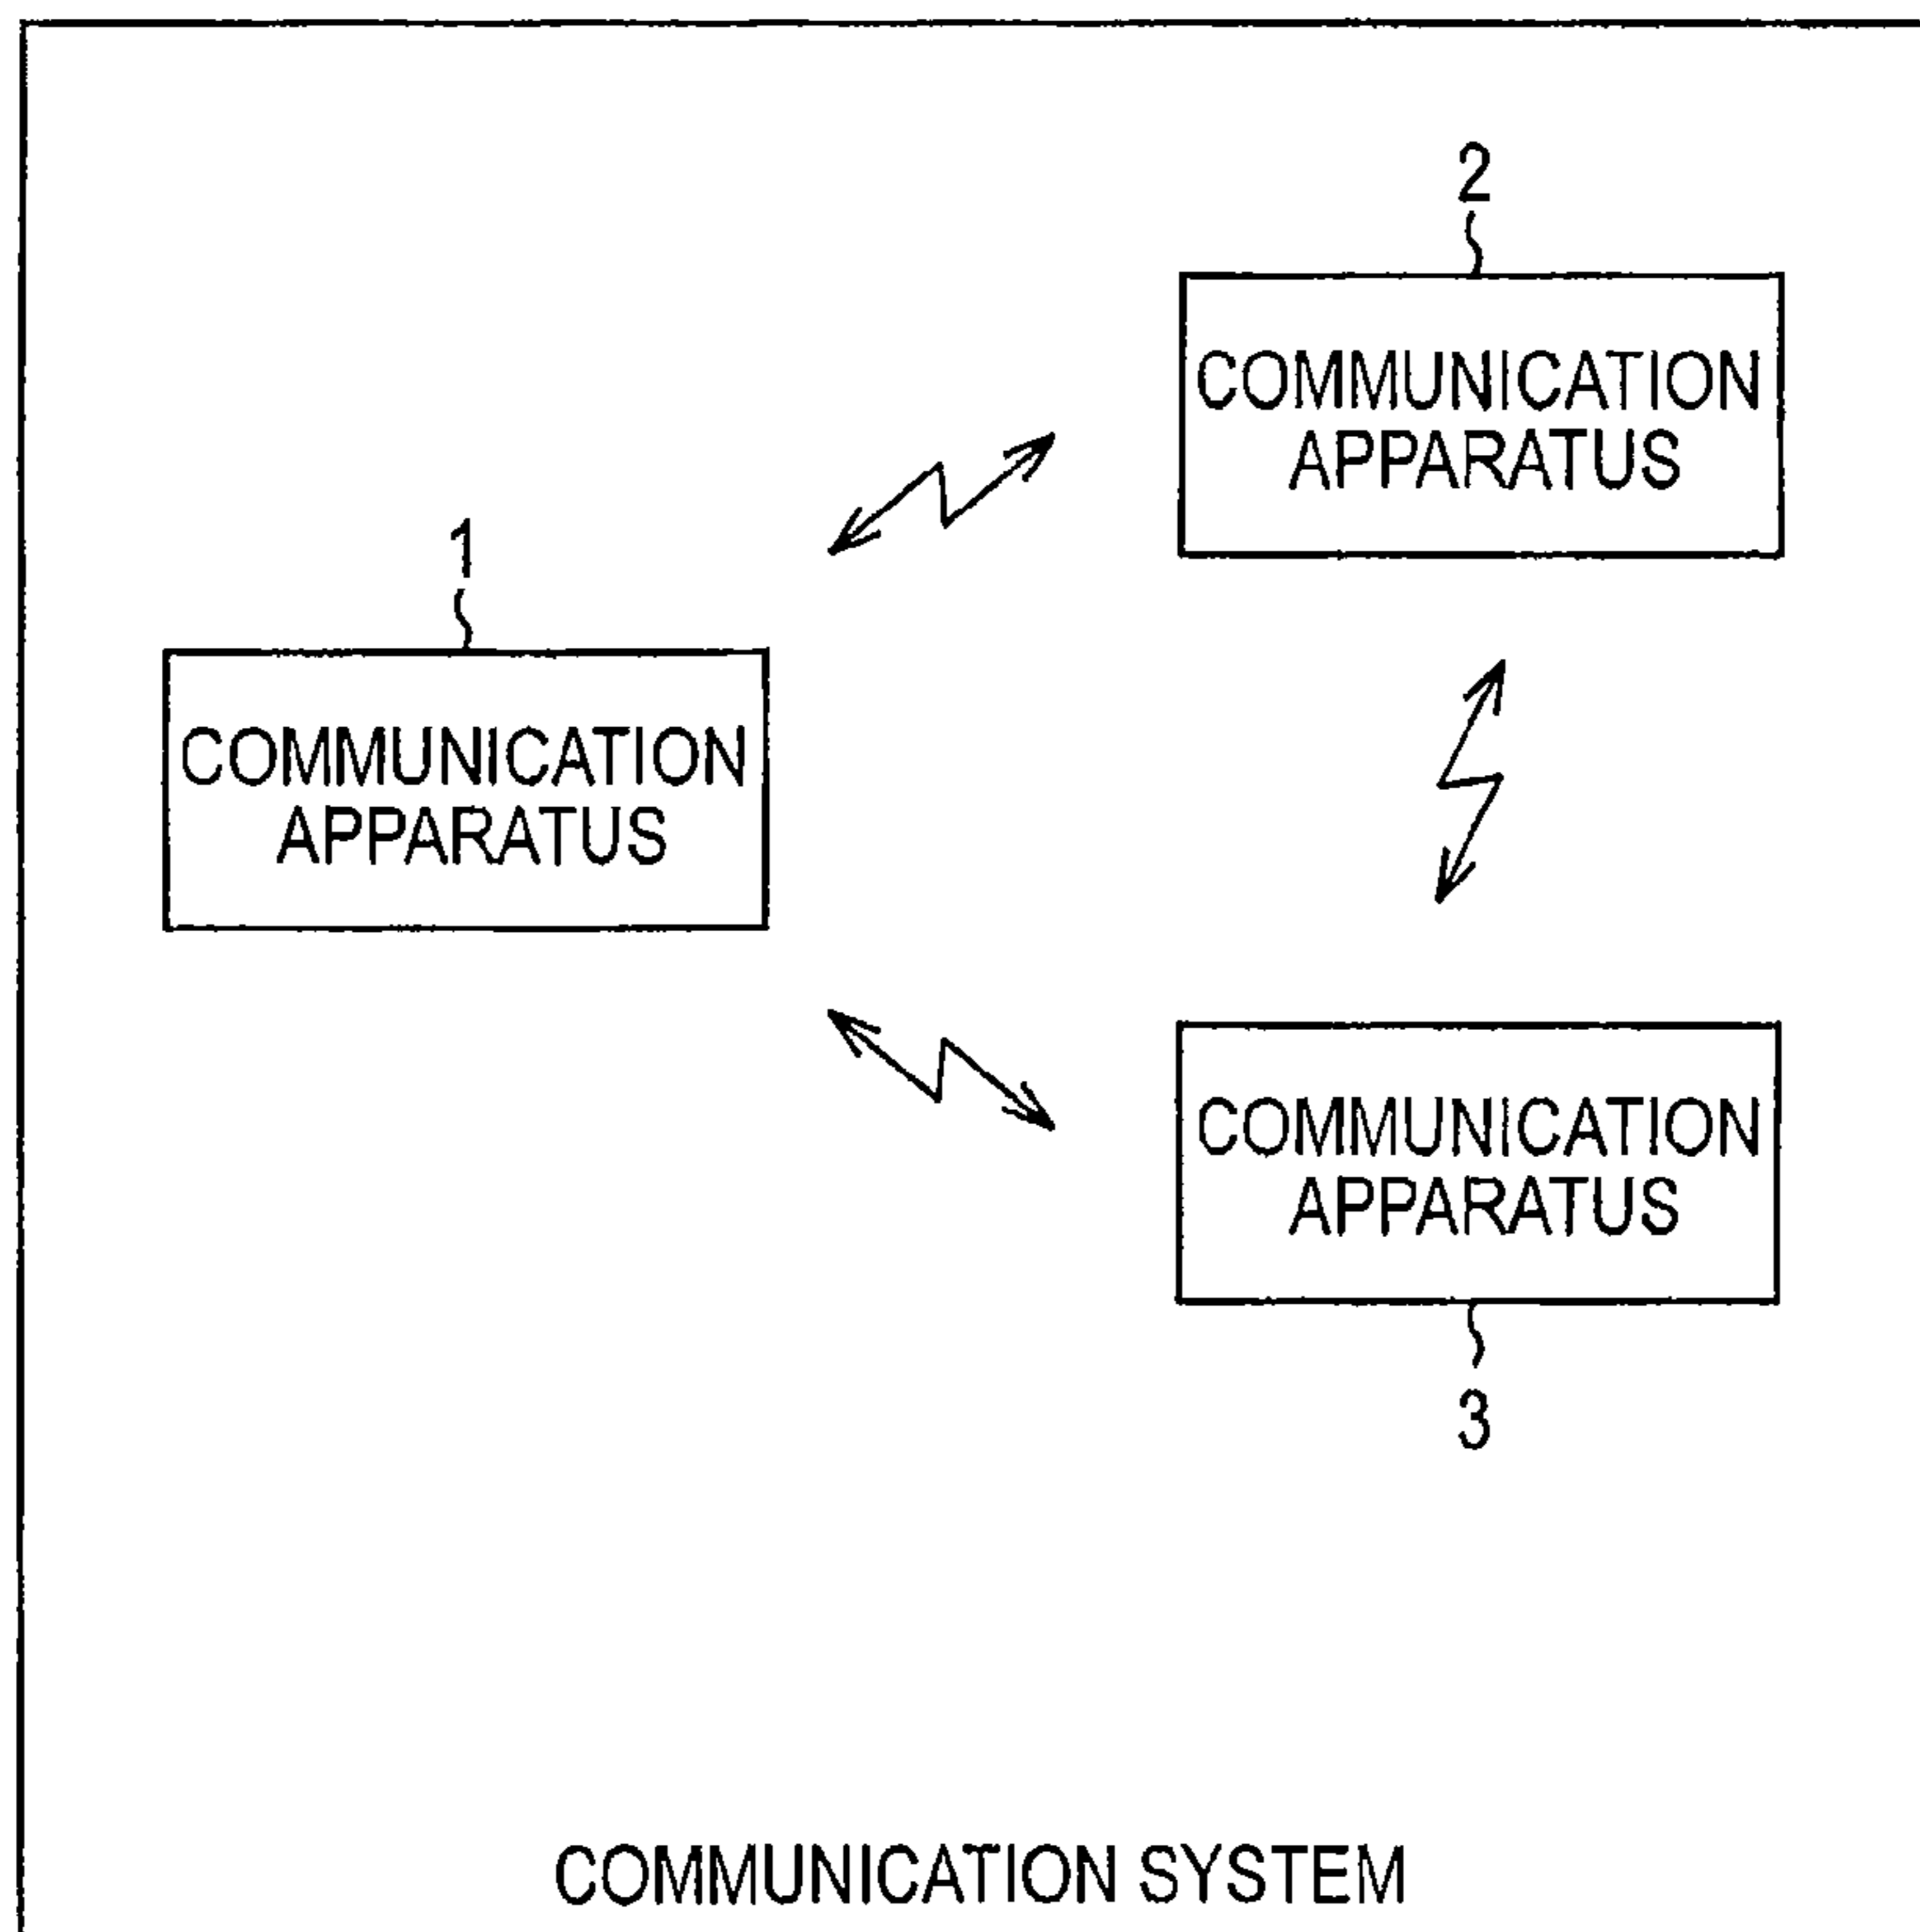 2
COMMUNICATION
APPARATUS
1
COMMUNICATION
APPARATUS
COMMUNICATION
APPARATUS
3
COMMUNICATION SYSTEM